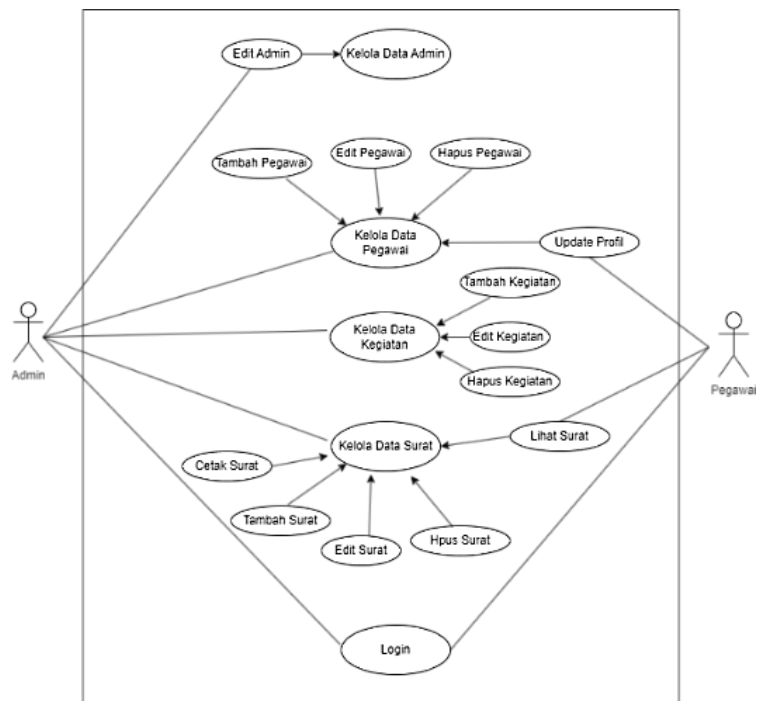 Edit Admin
Kelola Data Admin
Tambah Pegawai
Edit Pegawai
Hapus Pegawai
Kelola Data
Pegawai
Update Profil
Tambah Kegiatan
Kelola Data
Kegiatan
Edit Kegiatan
Hapus Kegiatan
Admin
Pegawai
Kelola Data Surat
Lihat Surat
Cetak Surat
Tambah Surat
Edit Surat
Hpus Surat
Login